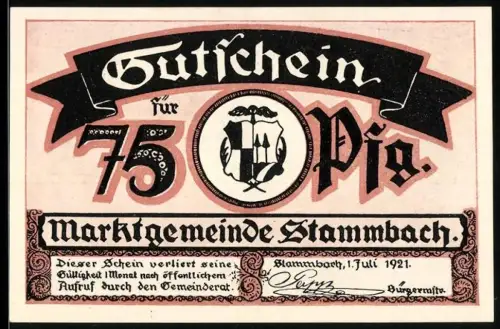 Gutschein
für
75 Pfg.
Marktgemeinde Stammbach.
Dieser Schein verliert seine
Gültigkeit 1 Monat nach öffentlichem
Aufruf durch den Gemeinderat.
Stammbach, 1. Juli 1921.
Bürgermstr.